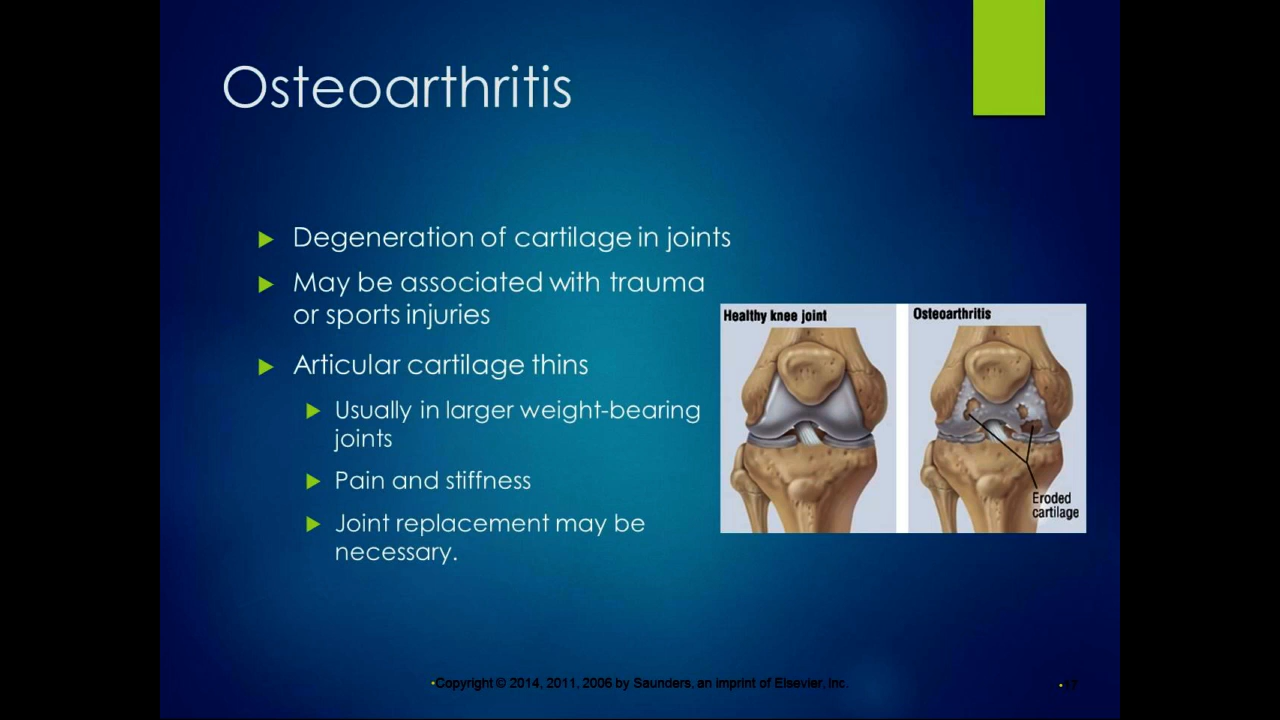 Osteoarthritis
Degeneration of cartilage in joints
May be associated with trauma
or sports injuries
Articular cartilage thins
Usually in larger weight-bearing
joints
Pain and stiffness
Joint replacement may be
necessary.
Healthy knee joint
Osteoarthritis
Eroded
cartilage
•Copyright © 2014, 2011, 2006 by Saunders, an imprint of Elsevier, Inc.
•17